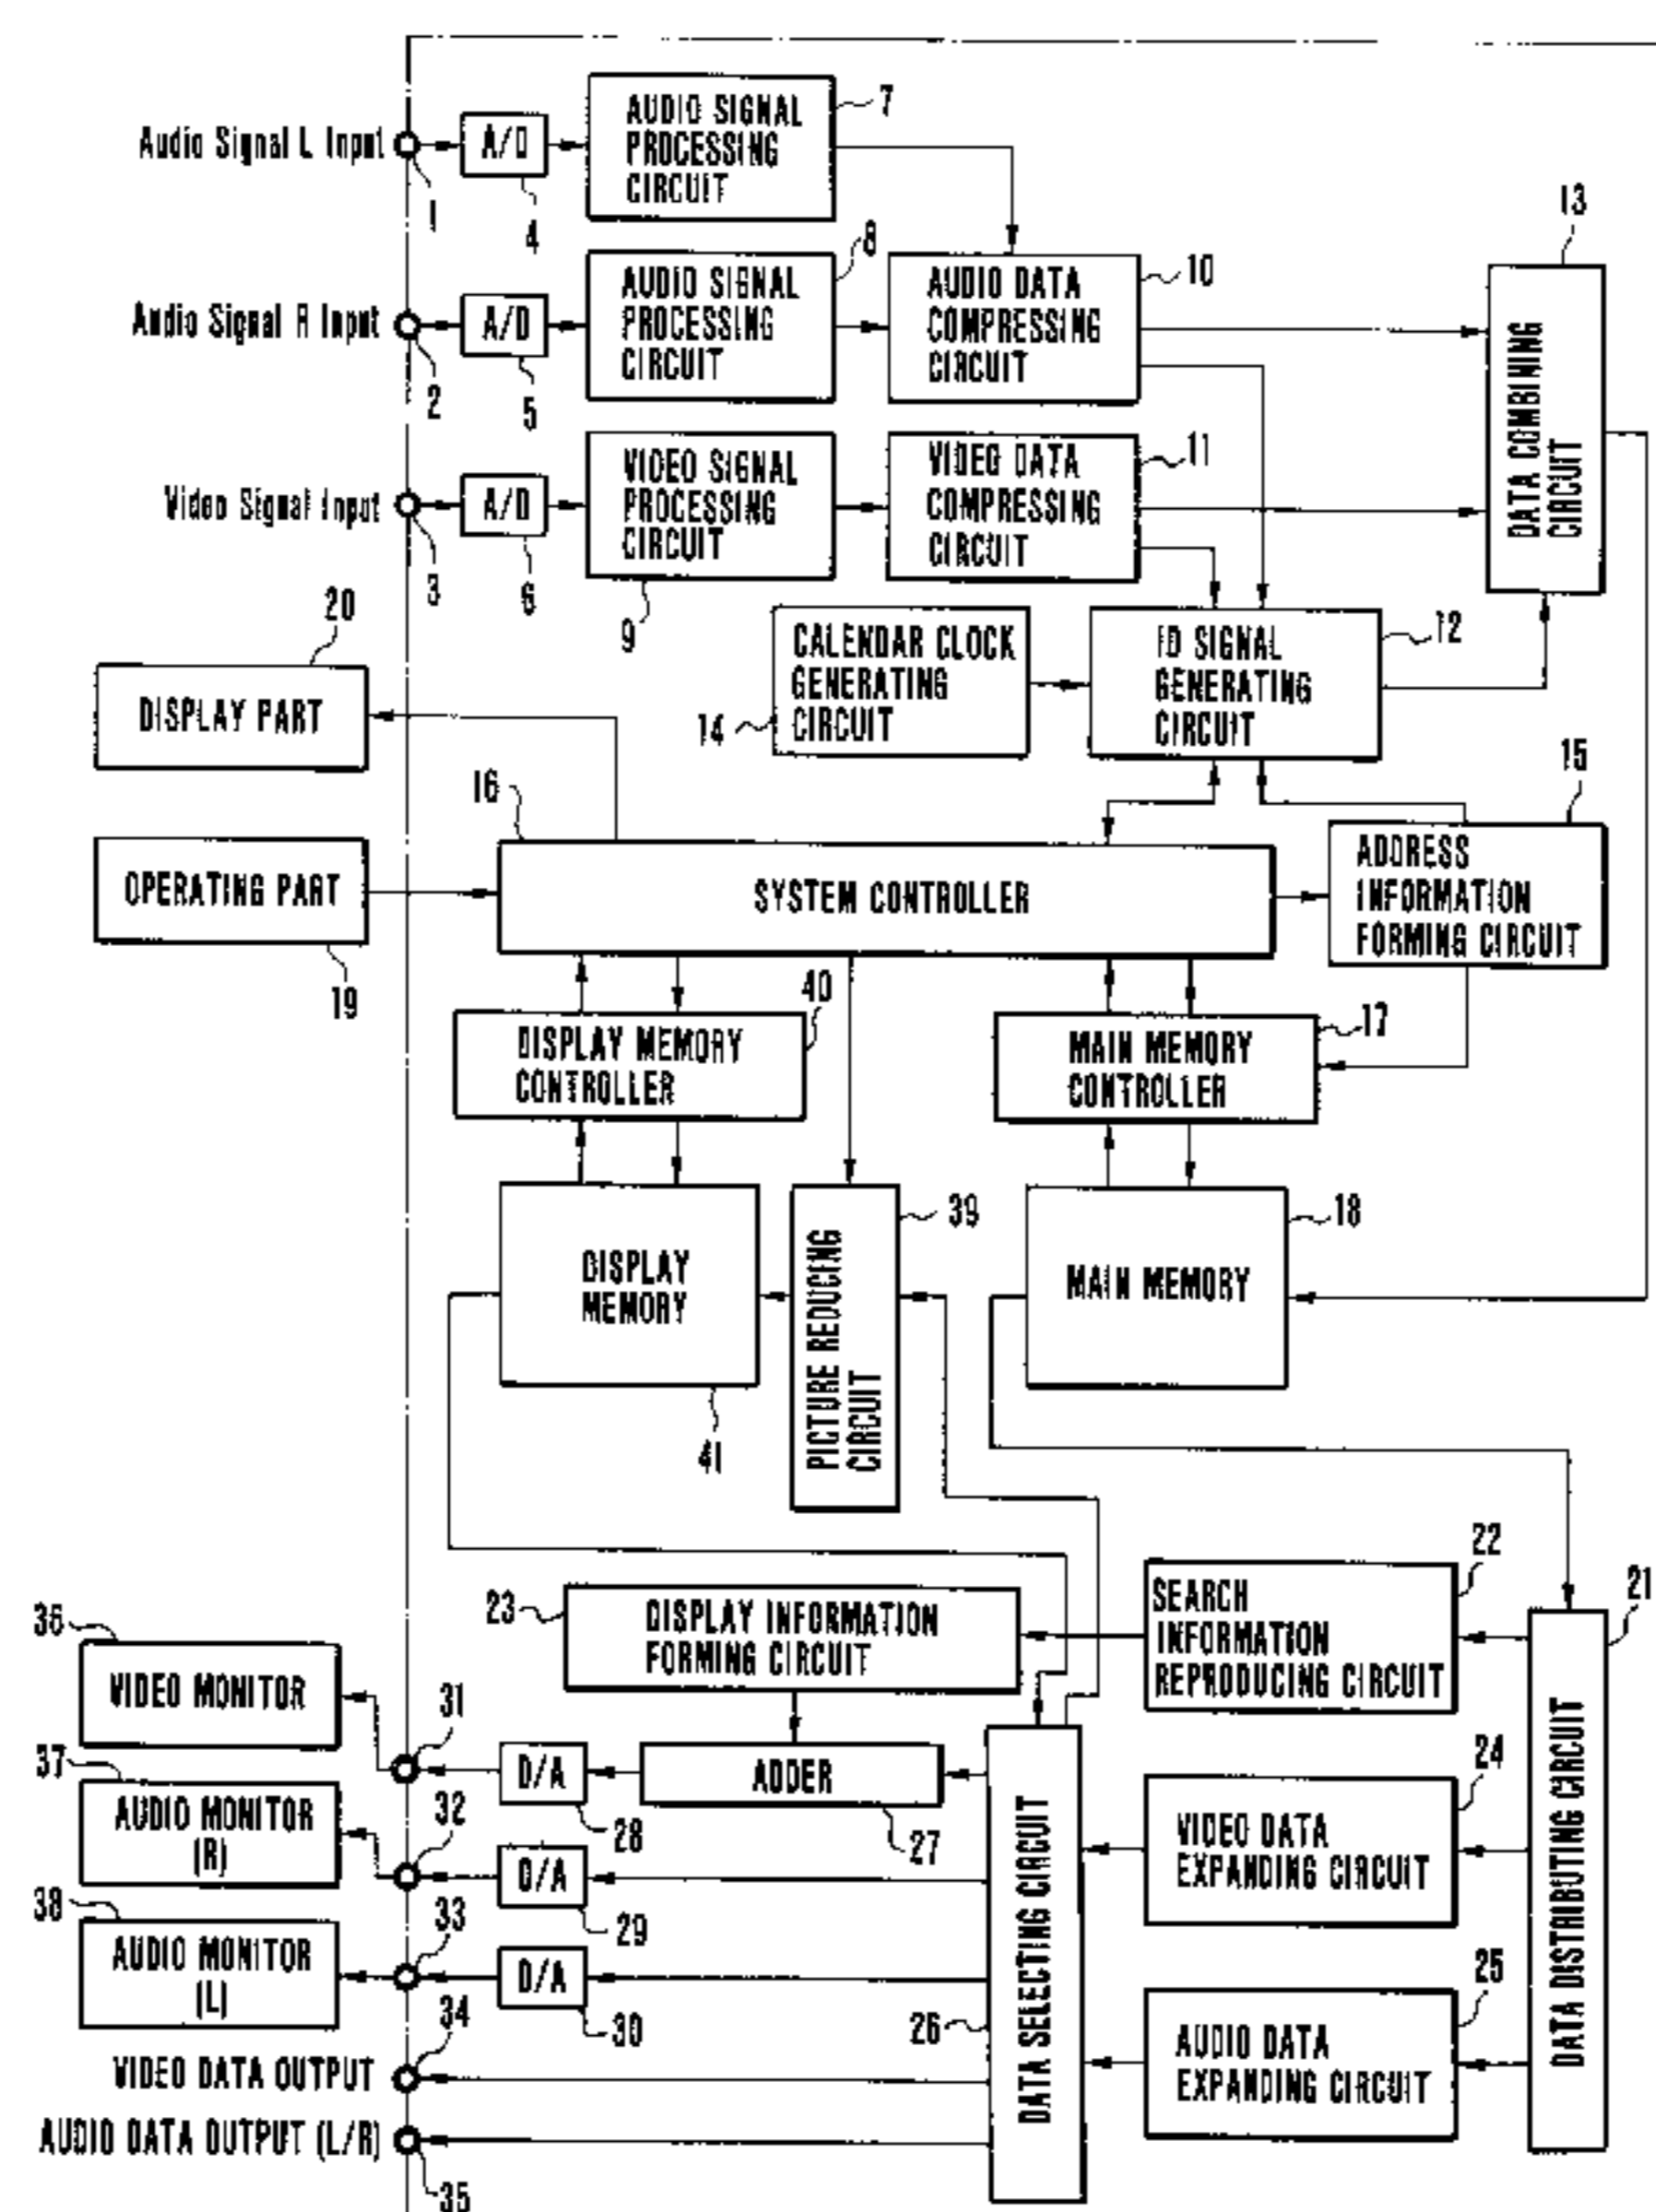 AUDIO SIGNAL
PROCESSING
CIRCUIT
7
Audio Signal L Input
A/D
1
4
13
AUDIO SIGNAL
PROCESSING
CIRCUIT
8
AUDIO DATA
COMPRESSING
CIRCUIT
10
Audio Signal R Input
A/D
2
5
DATA COMBINING
CIRCUIT
VIDEO SIGNAL
PROCESSING
CIRCUIT
VIDEO DATA
COMPRESSING
CIRCUIT
11
Video Signal Input
A/D
3
6
9
20
DISPLAY PART
CALENDAR CLOCK
GENERATING
CIRCUIT
14
ID SIGNAL
GENERATING
CIRCUIT
12
15
16
OPERATING PART
19
SYSTEM CONTROLLER
ADDRESS
INFORMATION
FORMING CIRCUIT
40
DISPLAY MEMORY
CONTROLLER
MAIN MEMORY
CONTROLLER
17
DISPLAY
MEMORY
41
PICTURE REDUCING
CIRCUIT
39
MAIN MEMORY
18
22
21
23
DISPLAY INFORMATION
FORMING CIRCUIT
SEARCH
INFORMATION
REPRODUCING CIRCUIT
36
VIDEO MONITOR
31
D/A
28
ADDER
27
24
VIDEO DATA
EXPANDING CIRCUIT
DATA DISTRIBUTING CIRCUIT
37
AUDIO MONITOR
(R)
32
D/A
29
38
AUDIO MONITOR
(L)
33
D/A
30
26
DATA SELECTING CIRCUIT
25
AUDIO DATA
EXPANDING CIRCUIT
34
VIDEO DATA OUTPUT
AUDIO DATA OUTPUT (L/R)
35